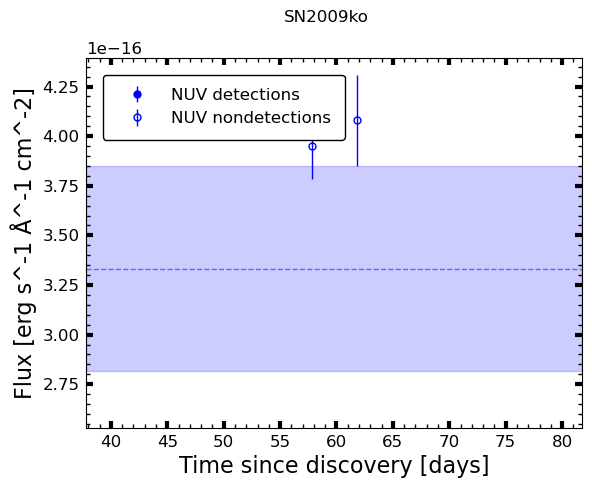 SN2009ko
1e−16
NUV detections
NUV nondetections
4.25
4.00
3.75
3.50
3.25
3.00
2.75
Flux [erg s^-1 Å^-1 cm^-2]
40 45 50 55 60 65 70 75 80
Time since discovery [days]